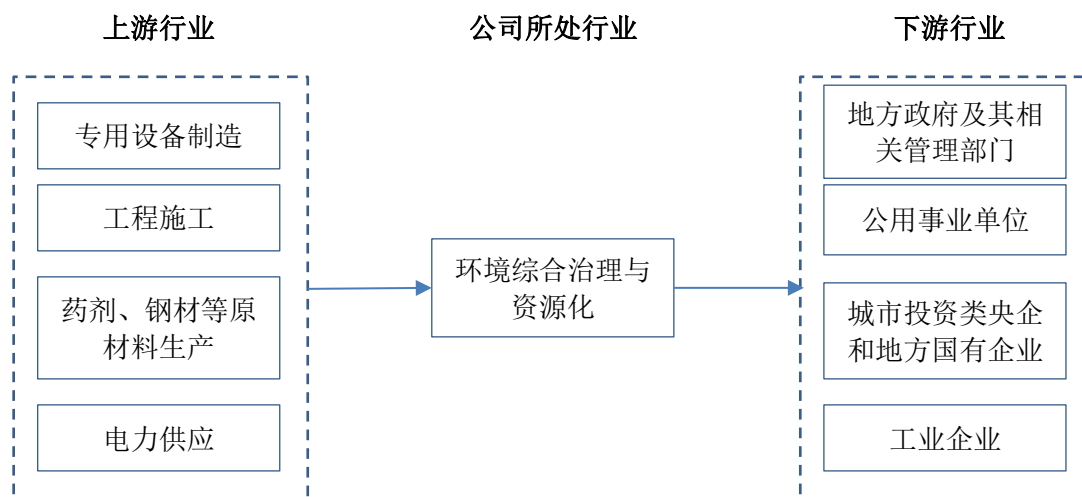 上游行业
公司所处行业
下游行业
专用设备制造
工程施工
药剂、钢材等原
材料生产
电力供应
环境综合治理与
资源化
地方政府及其相
关管理部门
公用事业单位
城市投资类央企
和地方国有企业
工业企业